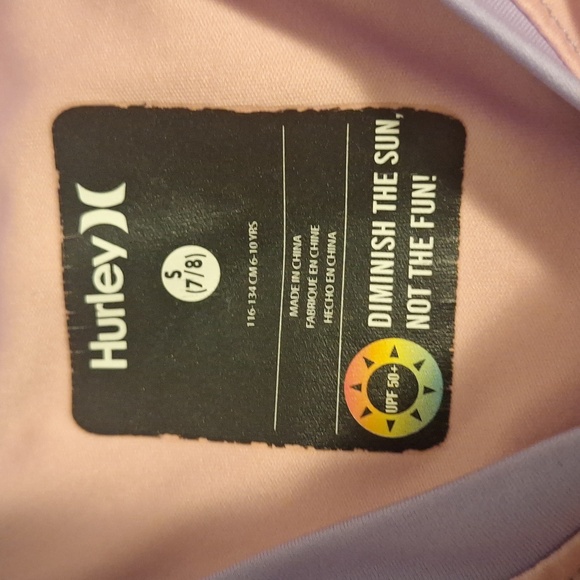 Hurley
S
(7/8)
116-134 CM 6-10 YRS
MADE IN CHINA
FABRIQUÉ EN CHINE
HECHO EN CHINA
DIMINISH THE SUN,
NOT THE FUN!
UPF 50+